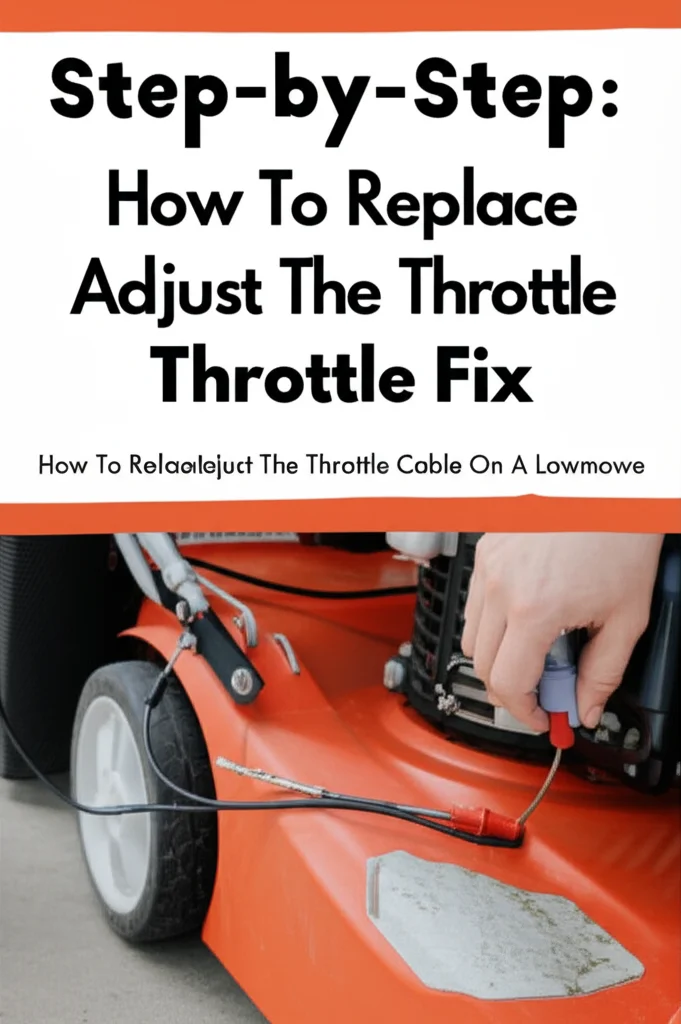 Step-by-Step:
How To Replace
Adjust The Throttle
Throttle Fix
How To Relaalejuct The Throttle Cable On A Lowmowe